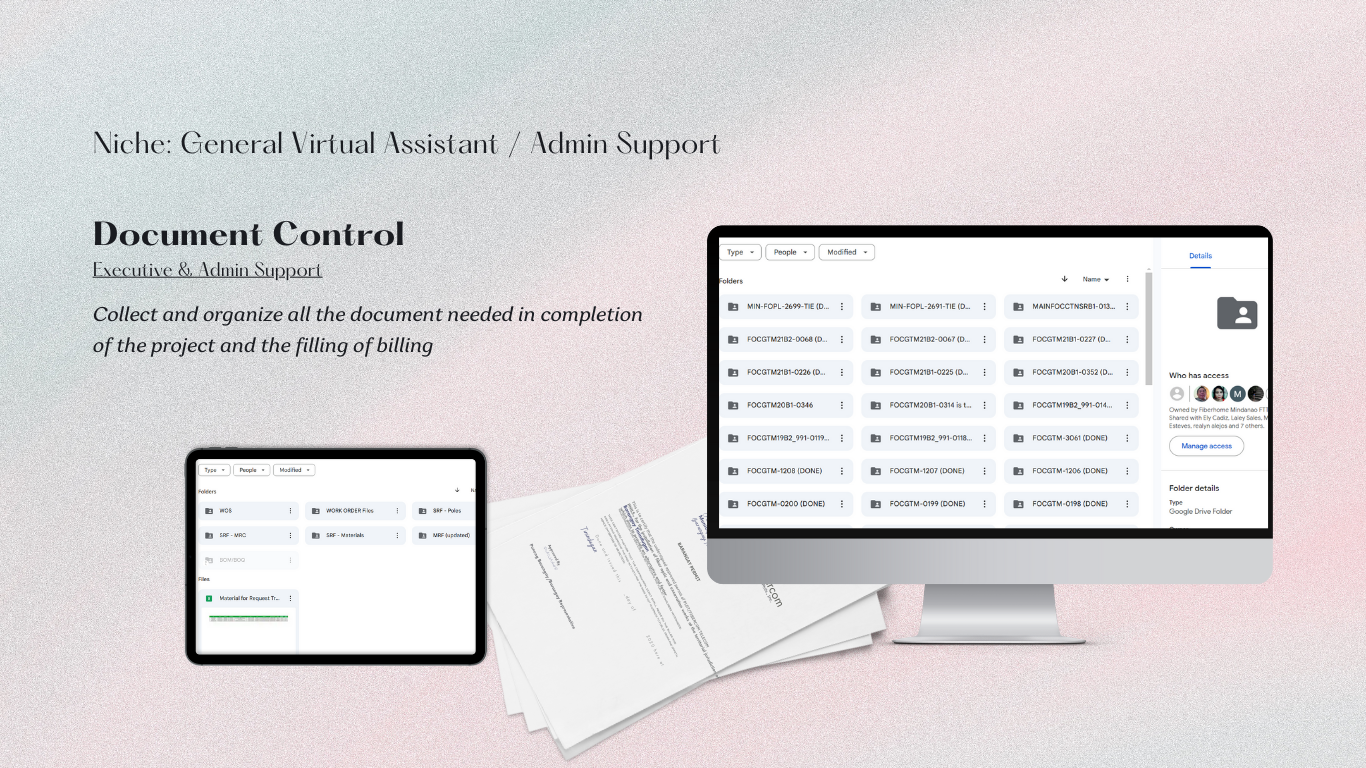 Niche: General Virtual Assistant / Admin Support
Document Control
Executive & Admin Support
Collect and organize all the document needed in completion
of the project and the filling of billing
Type People Modified
Folders
WOS WORK ORDER Files SRF - Poles
SRF - MRC SRF - Materials MRF (updated)
BOM/BOQ
Files
Material for Request Tr...
BARANGAY PERMIT
Type People Modified
Folders Name
MIN-FOPL-2699-TIE (D... MIN-FOPL-2691-TIE (D... MAINFOCCTNSRB1-013...
FOCGTM21B2-0068 (D... FOCGTM21B2-0067 (D... FOCGTM21B1-0227 (D...
FOCGTM21B1-0226 (D... FOCGTM21B1-0225 (D... FOCGTM20B1-0352 (D...
FOCGTM20B1-0346 FOCGTM20B1-0314 is t... FOCGTM19B2_991-014...
FOCGTM19B2_991-0119... FOCGTM19B2_991-0118... FOCGTM-3061 (DONE)
FOCGTM-1208 (DONE) FOCGTM-1207 (DONE) FOCGTM-1206 (DONE)
FOCGTM-0200 (DONE) FOCGTM-0199 (DONE) FOCGTM-0198 (DONE)
Details
Who has access
M
Owned by Fiberhome Mindanao FTT
Shared with Ely Cadiz, Laley Sales, M
Esteves, realyn alejos and 7 others.
Manage access
Folder details
Type
Google Drive Folder